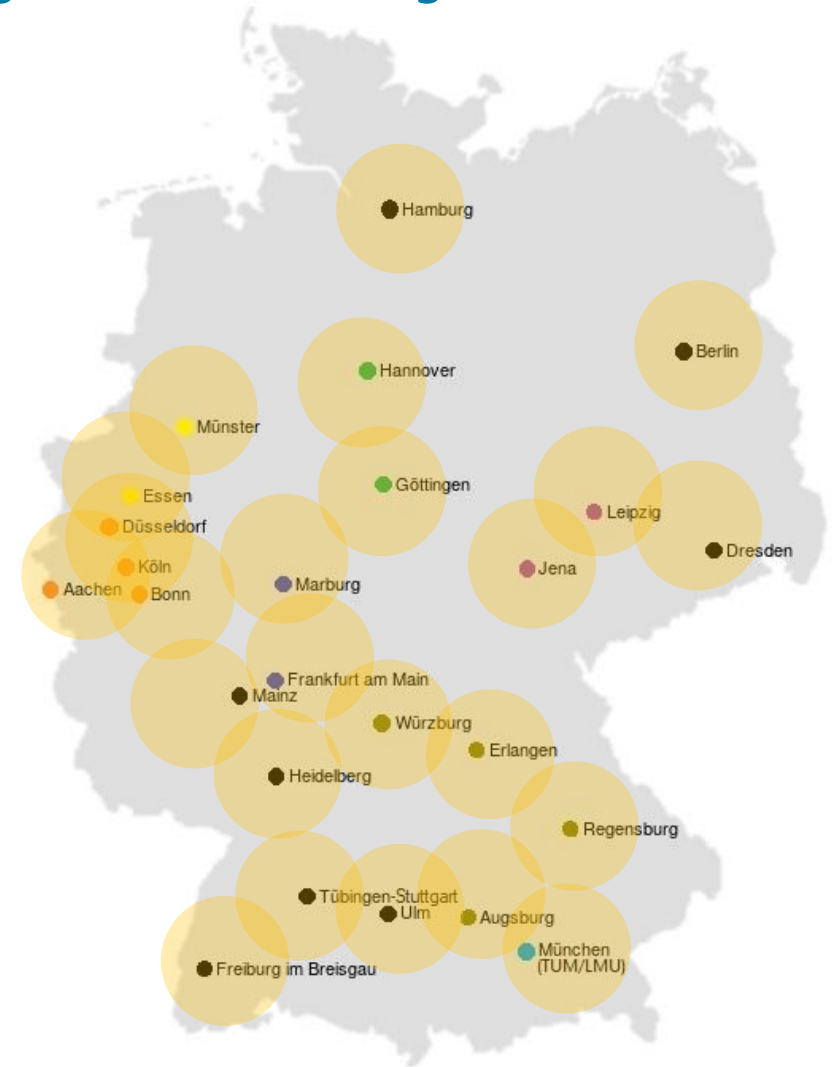 Hamburg
Berlin
Hannover
Münster
Göttingen
Essen
Leipzig
Düsseldorf
Dresden
Köln
Jena
Marburg
Aachen
Bonn
Frankfurt am Main
Mainz
Würzburg
Erlangen
Heidelberg
Regensburg
Tübingen-Stuttgart
Ulm
Augsburg
München
(TUM/LMU)
Freiburg im Breisgau